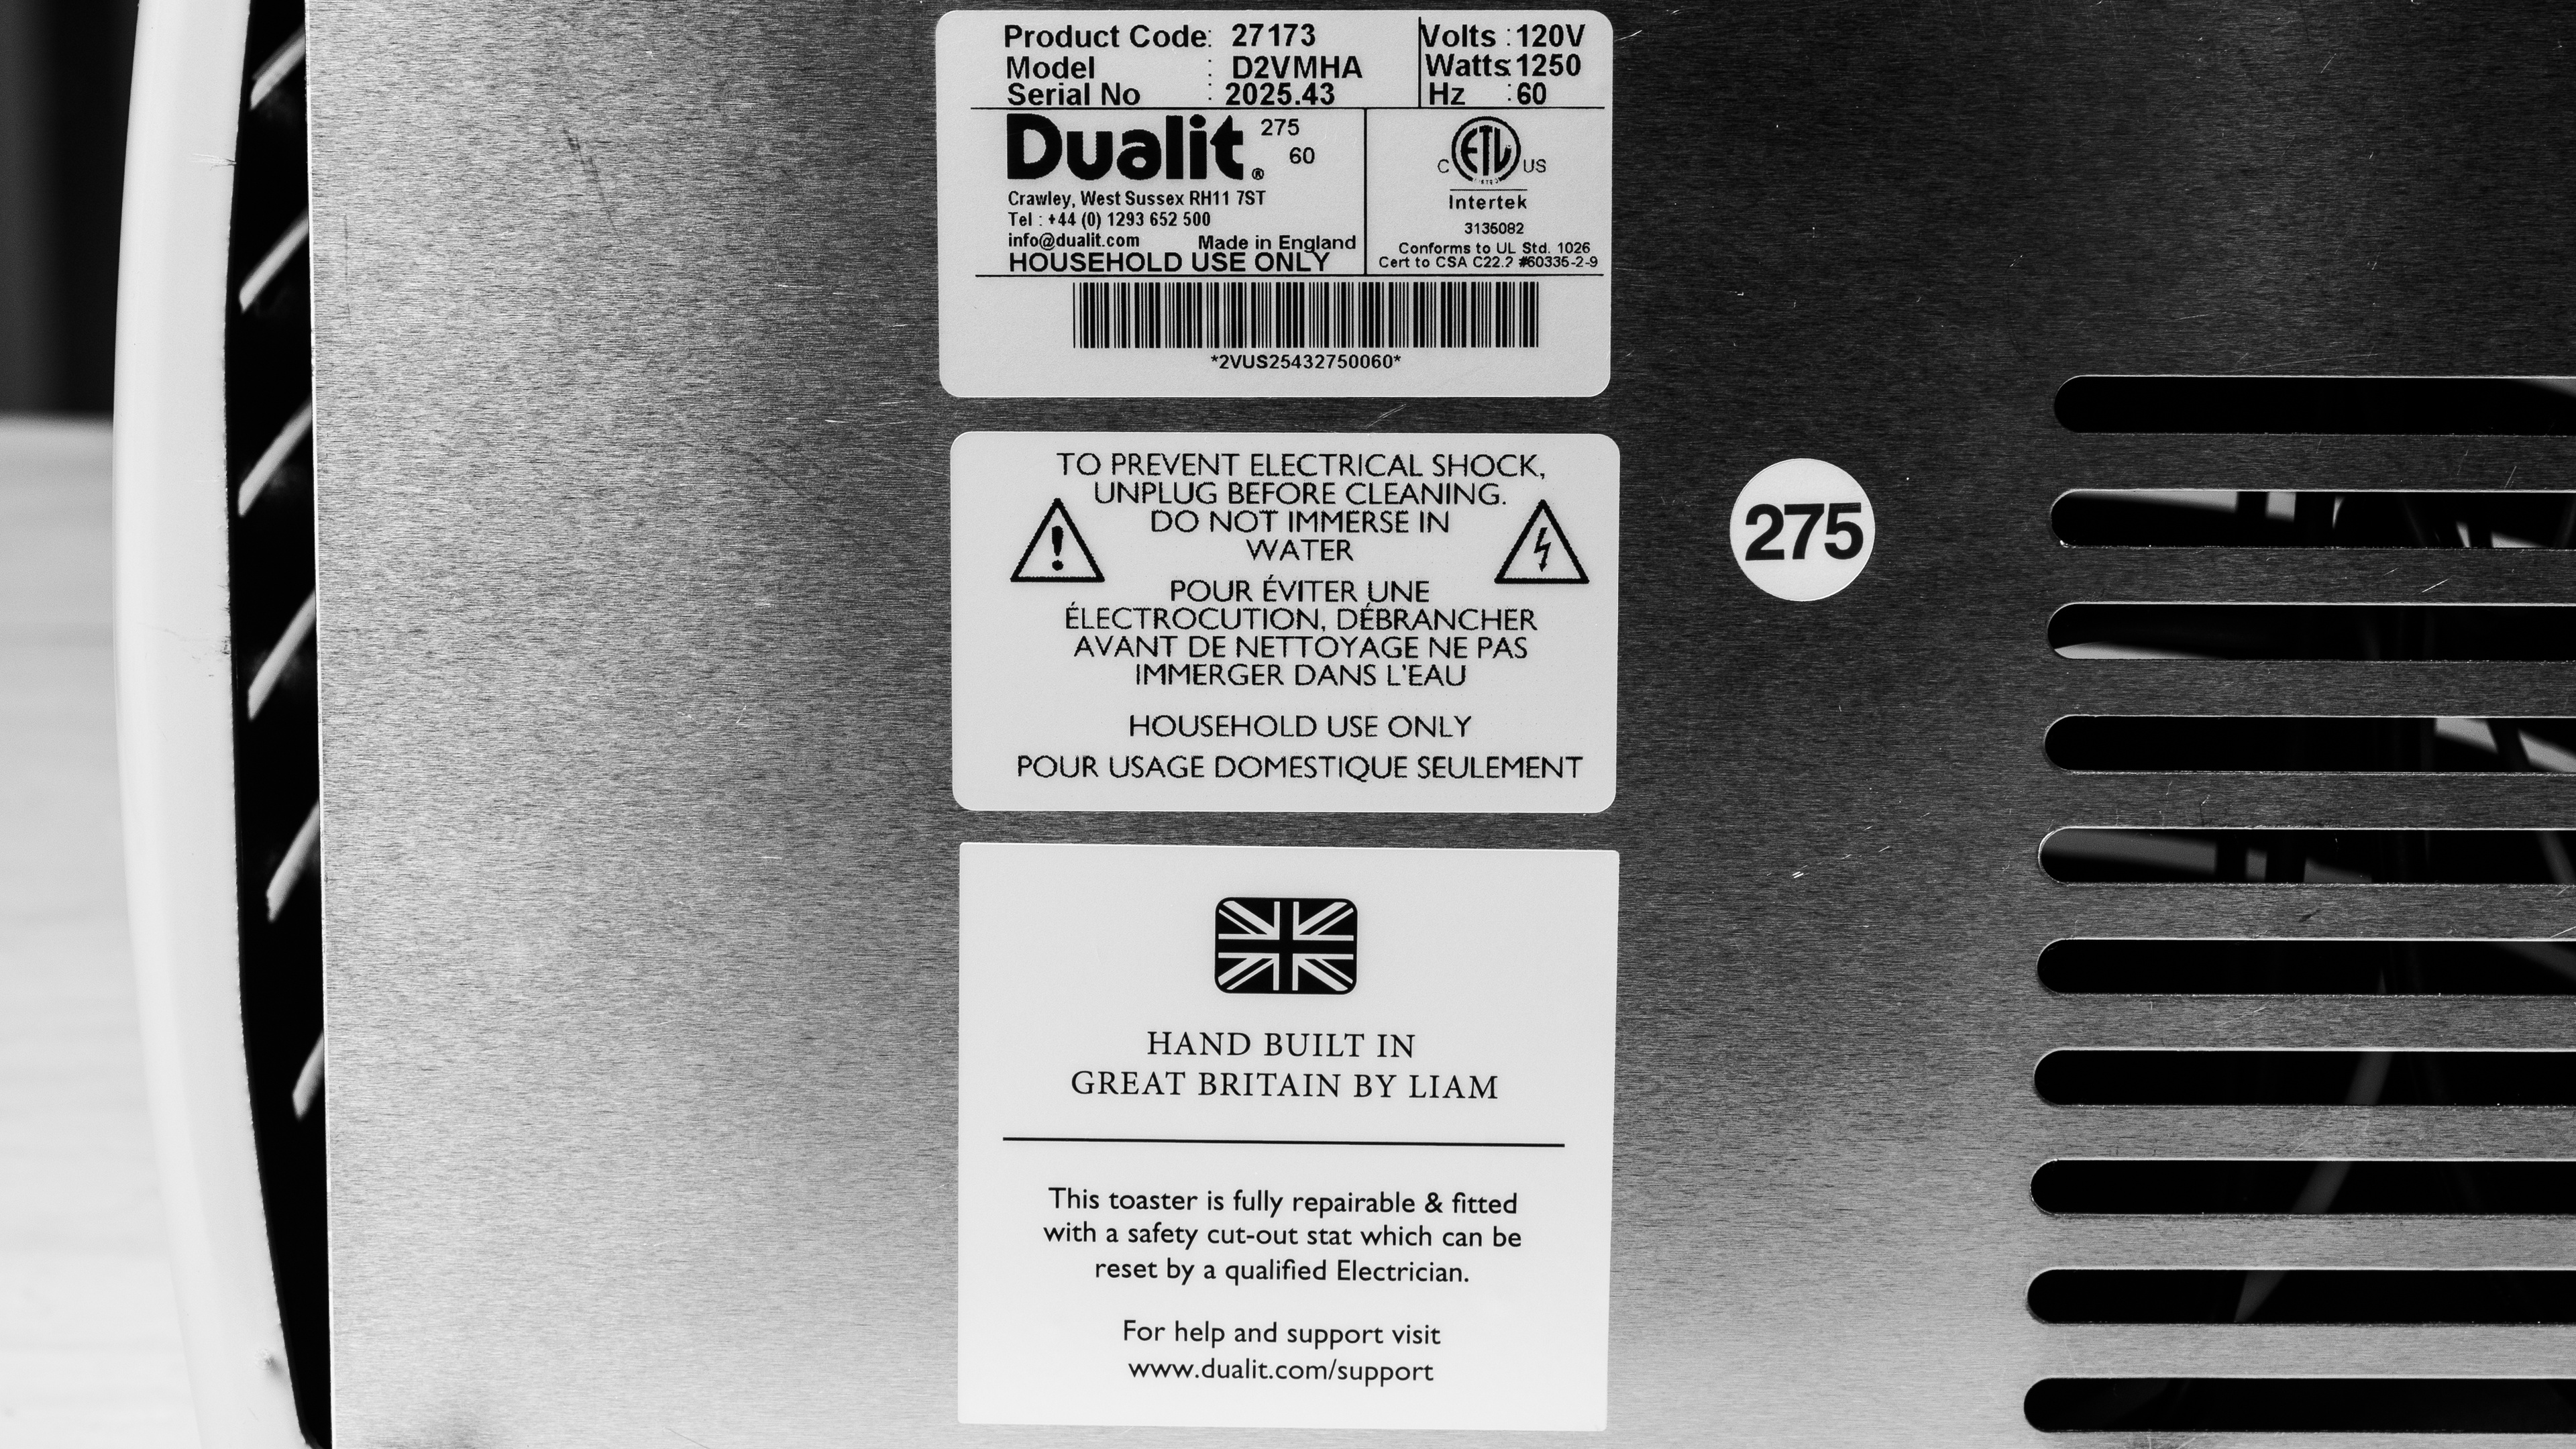 Product Code: 27173
Model : D2VMHA
Serial No : 2025.43
Volts : 120V
Watts: 1250
Hz : 60
Dualit®
275
60
Crawley, West Sussex RH11 7ST
Tel : +44 (0) 1293 652 500
info@dualit.com Made in England
HOUSEHOLD USE ONLY
C ETL US
Intertek
3135082
Conforms to UL Std. 1026
Cert to CSA C22.2 #60335-2-9
*2VUS25432750060*
TO PREVENT ELECTRICAL SHOCK,
UNPLUG BEFORE CLEANING.
DO NOT IMMERSE IN
WATER
POUR ÉVITER UNE
ÉLECTROCUTION, DÉBRANCHER
AVANT DE NETTOYAGE NE PAS
IMMERGER DANS L'EAU
HOUSEHOLD USE ONLY
POUR USAGE DOMESTIQUE SEULEMENT
275
HAND BUILT IN
GREAT BRITAIN BY LIAM
This toaster is fully repairable & fitted
with a safety cut-out stat which can be
reset by a qualified Electrician.
For help and support visit
www.dualit.com/support